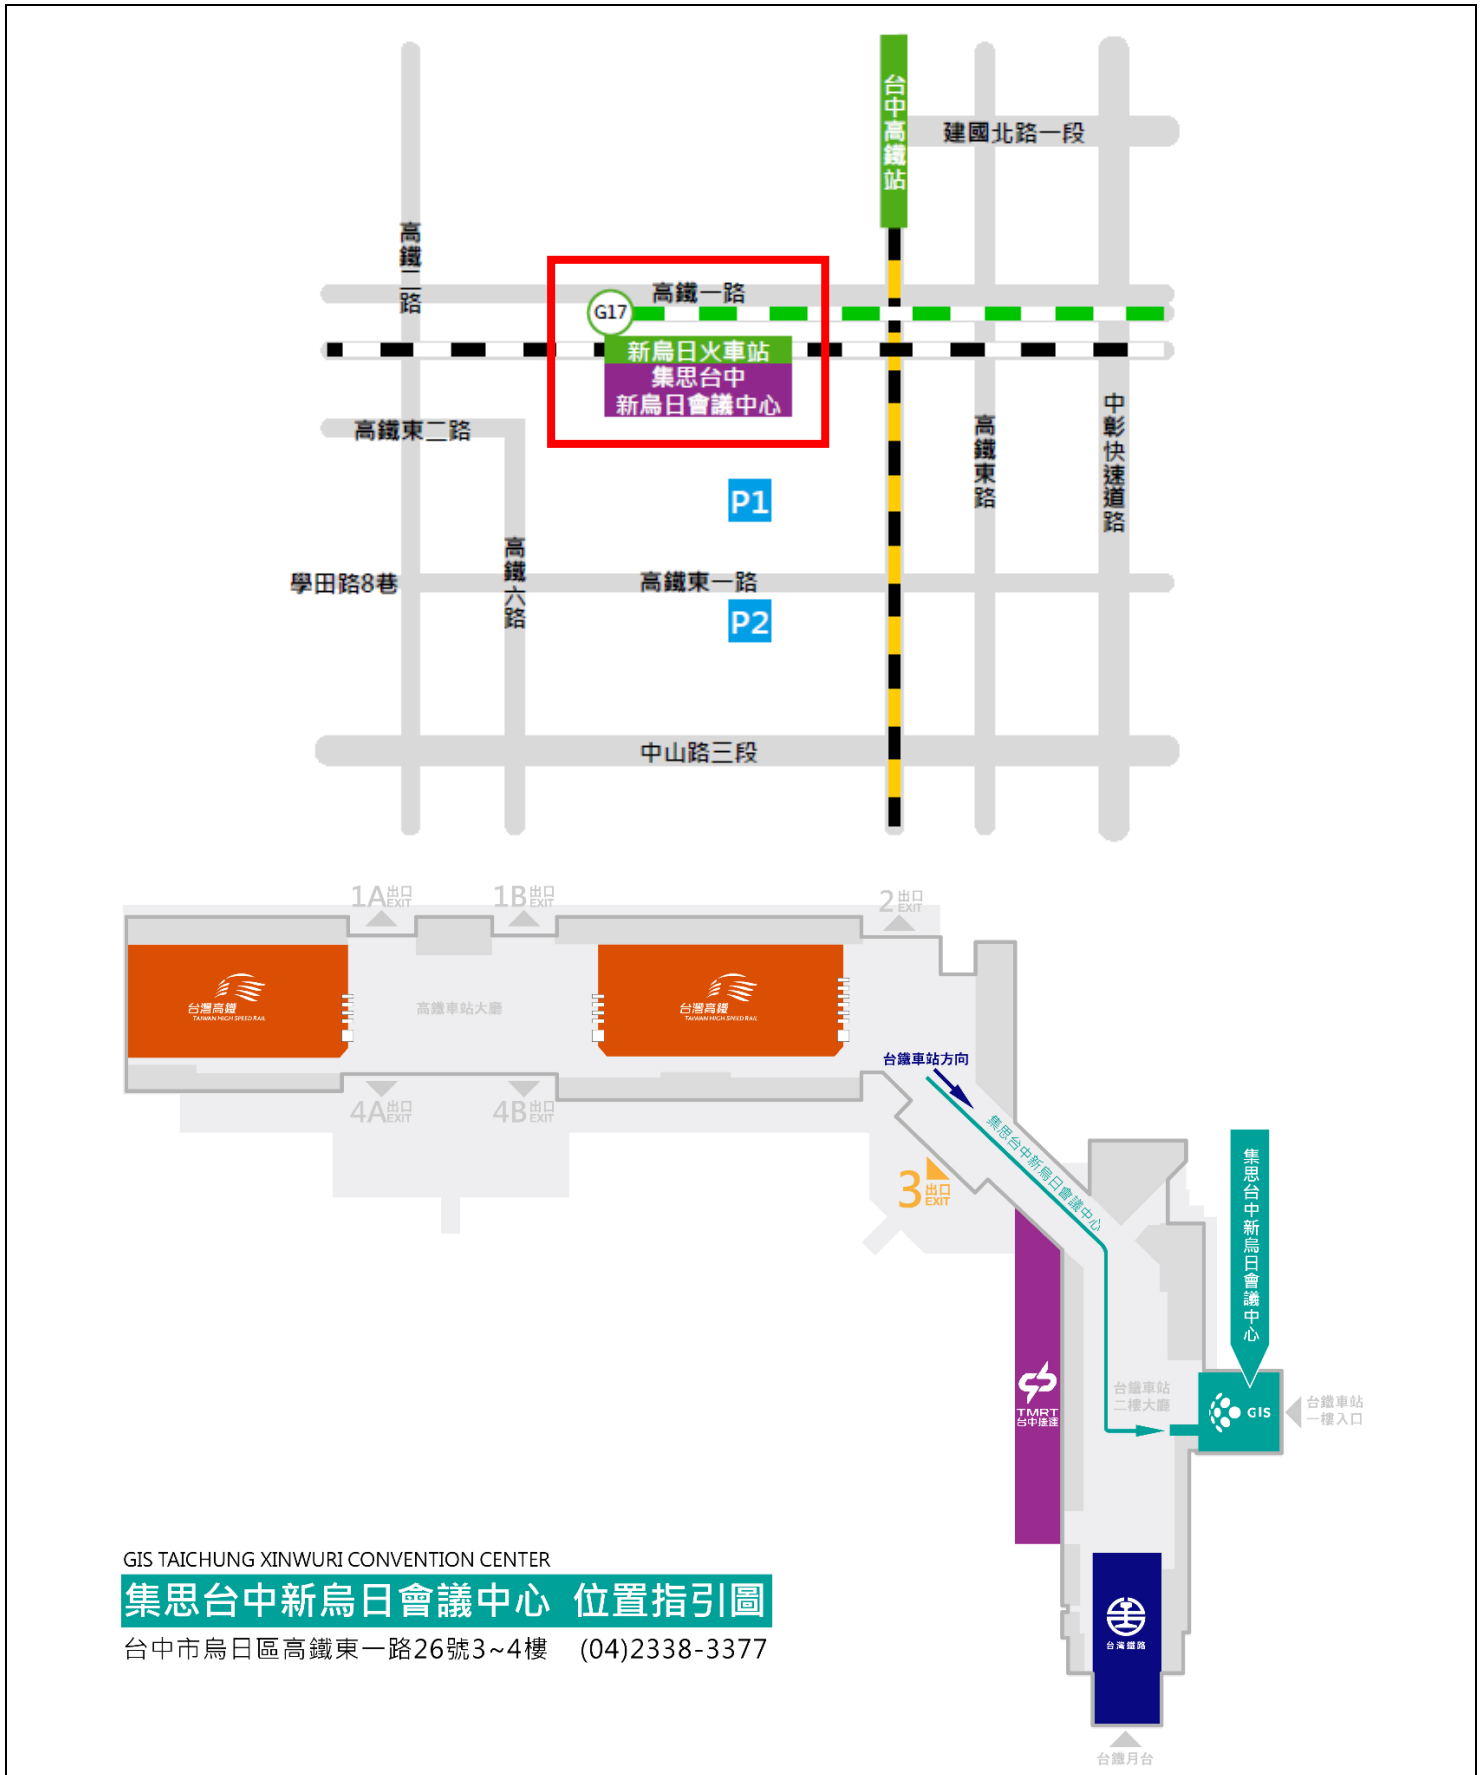 台中高鐵站
建國北路一段
高鐵二路
高鐵一路
G17
新烏日火車站
集思台中
新烏日會議中心
高鐵東二路
高鐵東路
中彰快速道路
P1
高鐵六路
學田路8巷
高鐵東一路
P2
中山路三段
1A出口
EXIT
1B出口
EXIT
2出口
EXIT
台灣高鐵
TAIWAN HIGH SPEED RAIL
高鐵車站大廳
台灣高鐵
TAIWAN HIGH SPEED RAIL
台鐵車站方向
4A出口
EXIT
4B出口
EXIT
集思台中新烏日會議中心
3出口
EXIT
集思台中新烏日會議中心
TMRT
台中捷運
台鐵車站
二樓大廳
GIS
台鐵車站
一樓入口
GIS TAICHUNG XINWURI CONVENTION CENTER
集思台中新烏日會議中心 位置指引圖
台中市烏日區高鐵東一路26號3~4樓 (04)2338-3377
台灣鐵路
台鐵月台